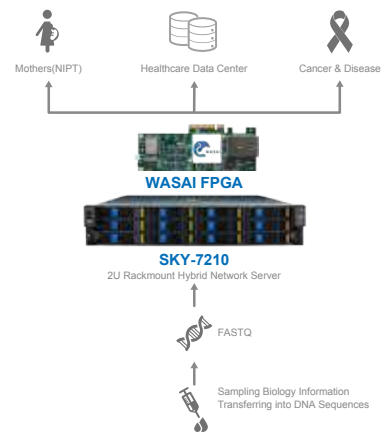 Mothers(NIPT)
Healthcare Data Center
Cancer & Disease
WASAI
WASAI FPGA
SKY-7210
2U Rackmount Hybrid Network Server
FASTQ
Sampling Biology Information
Transferring into DNA Sequences